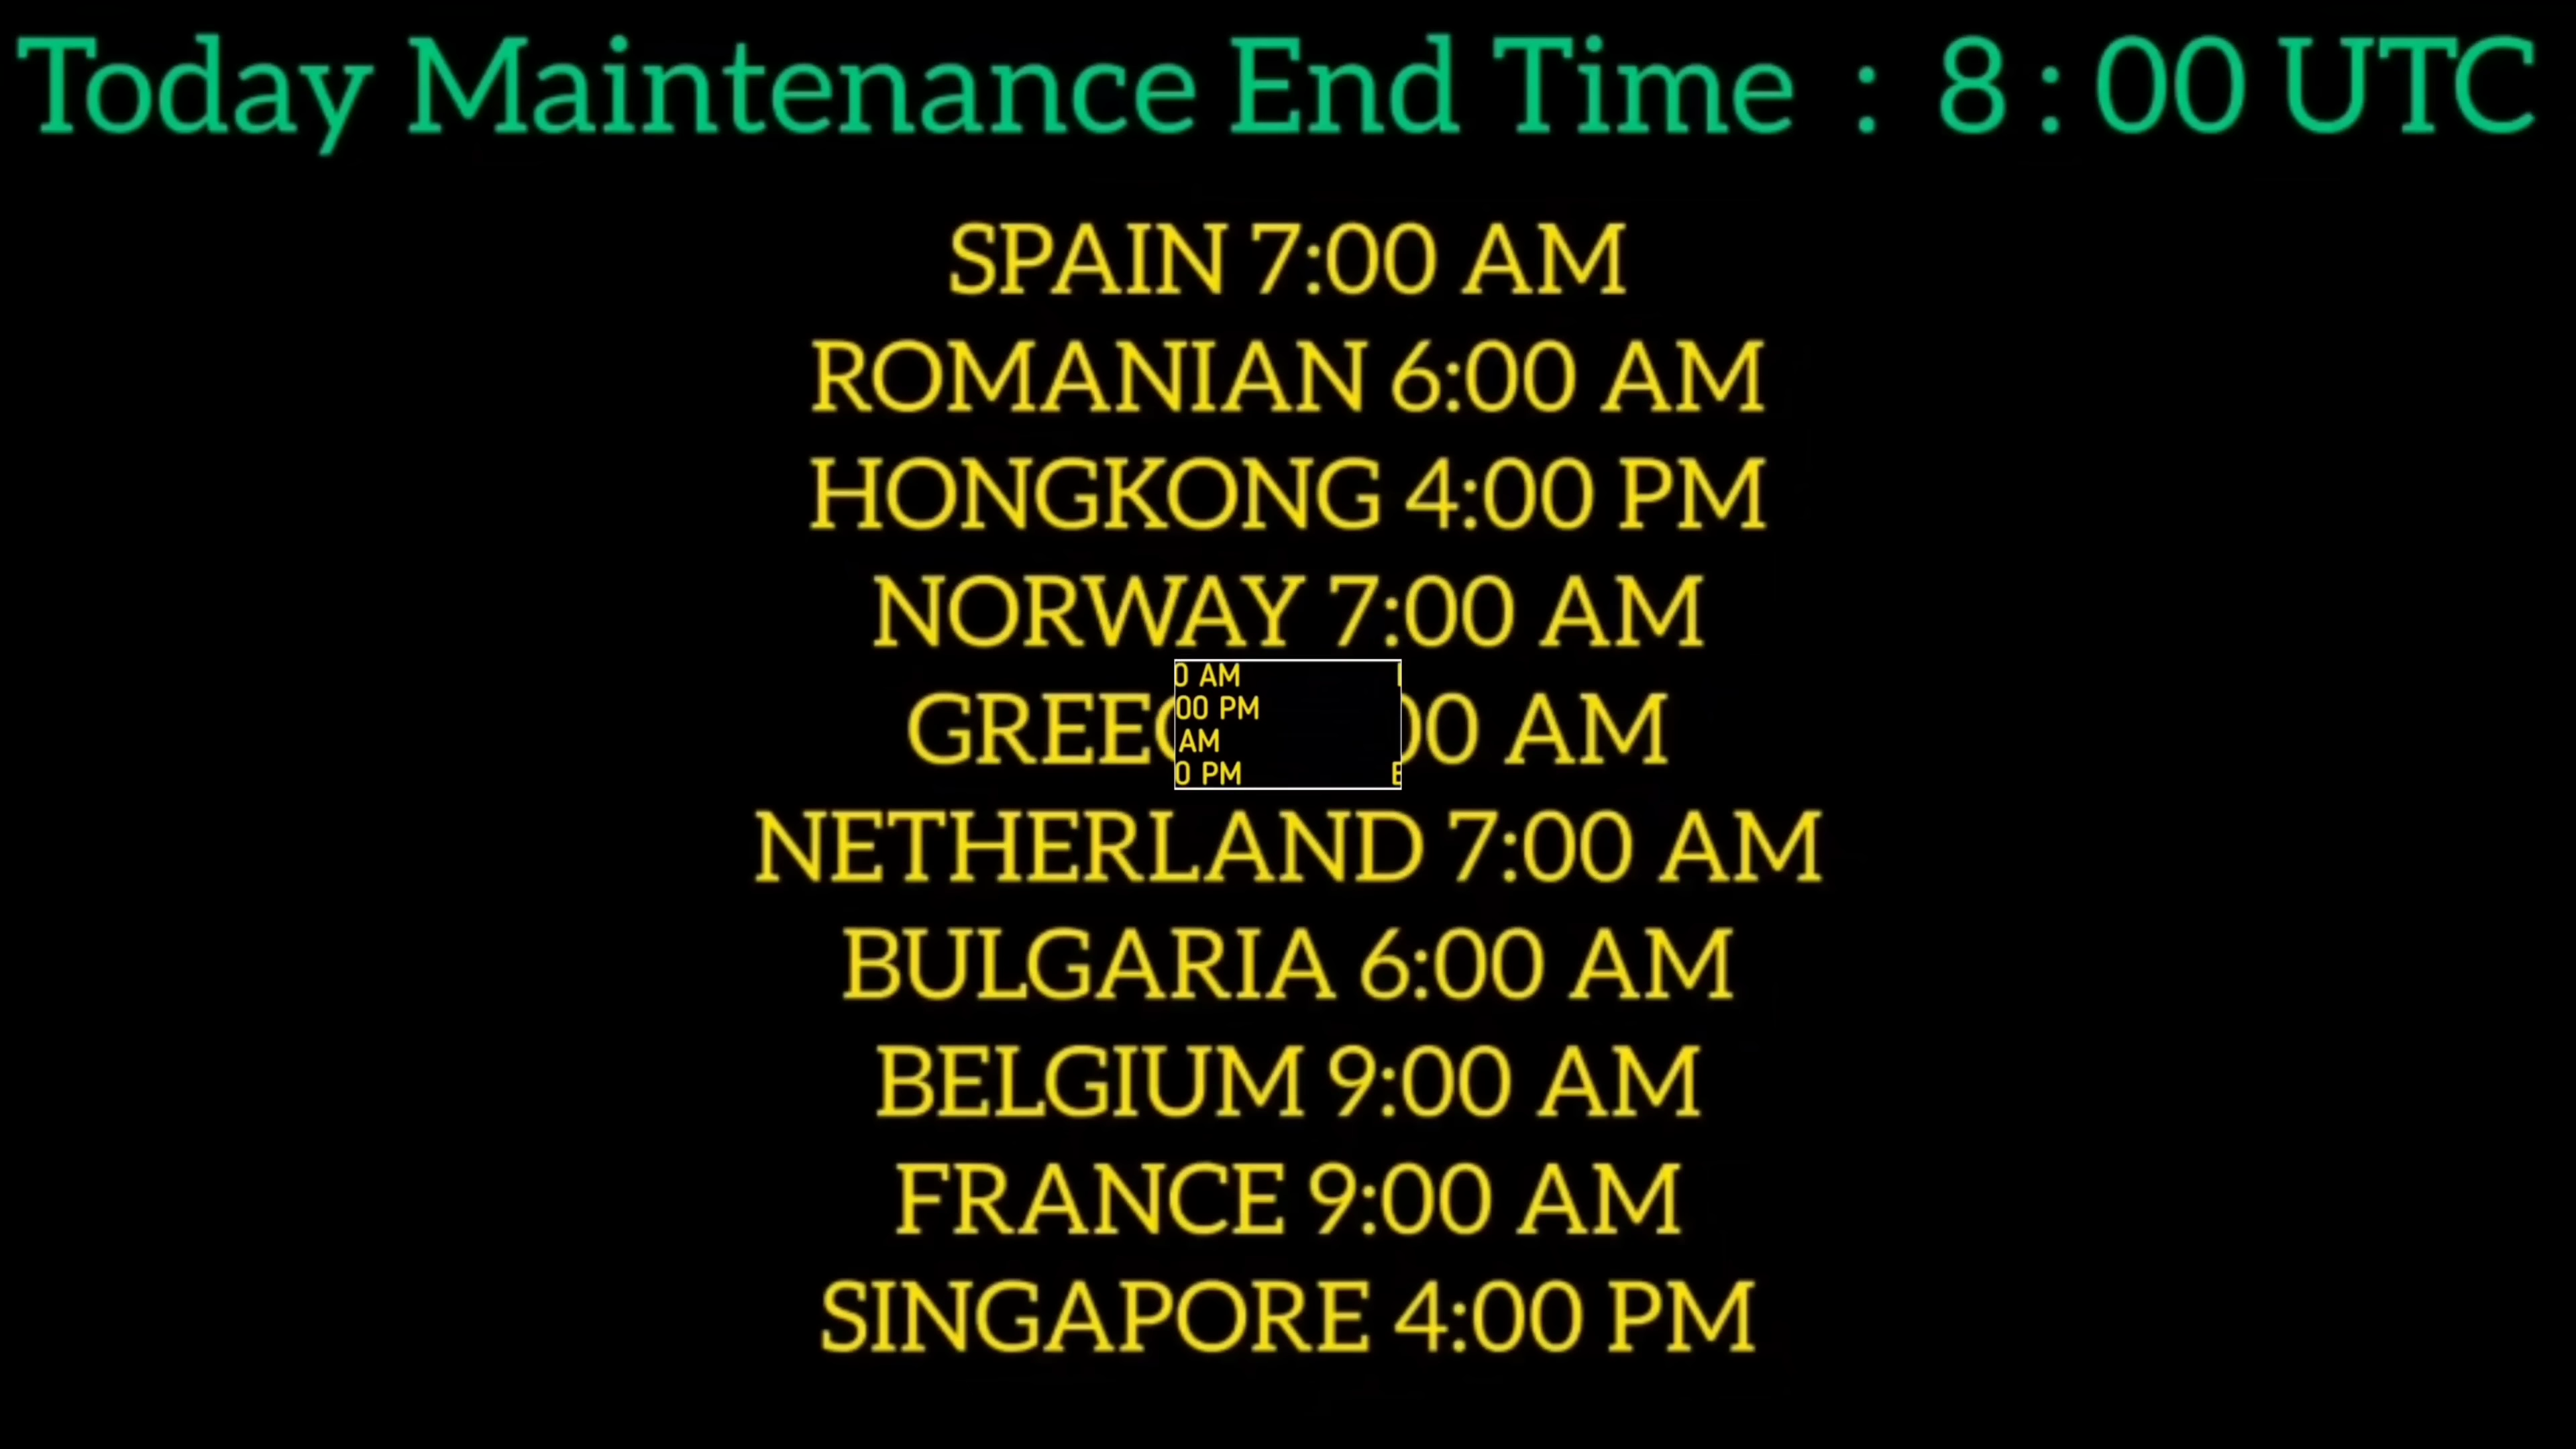 Today Maintenance End Time : 8 : 00 UTC
SPAIN 7:00 AM
ROMANIAN 6:00 AM
HONGKONG 4:00 PM
NORWAY 7:00 AM
0 AM
00 PM
AM
0 PM
AM
NETHERLAND 7:00 AM
BULGARIA 6:00 AM
BELGIUM 9:00 AM
FRANCE 9:00 AM
SINGAPORE 4:00 PM